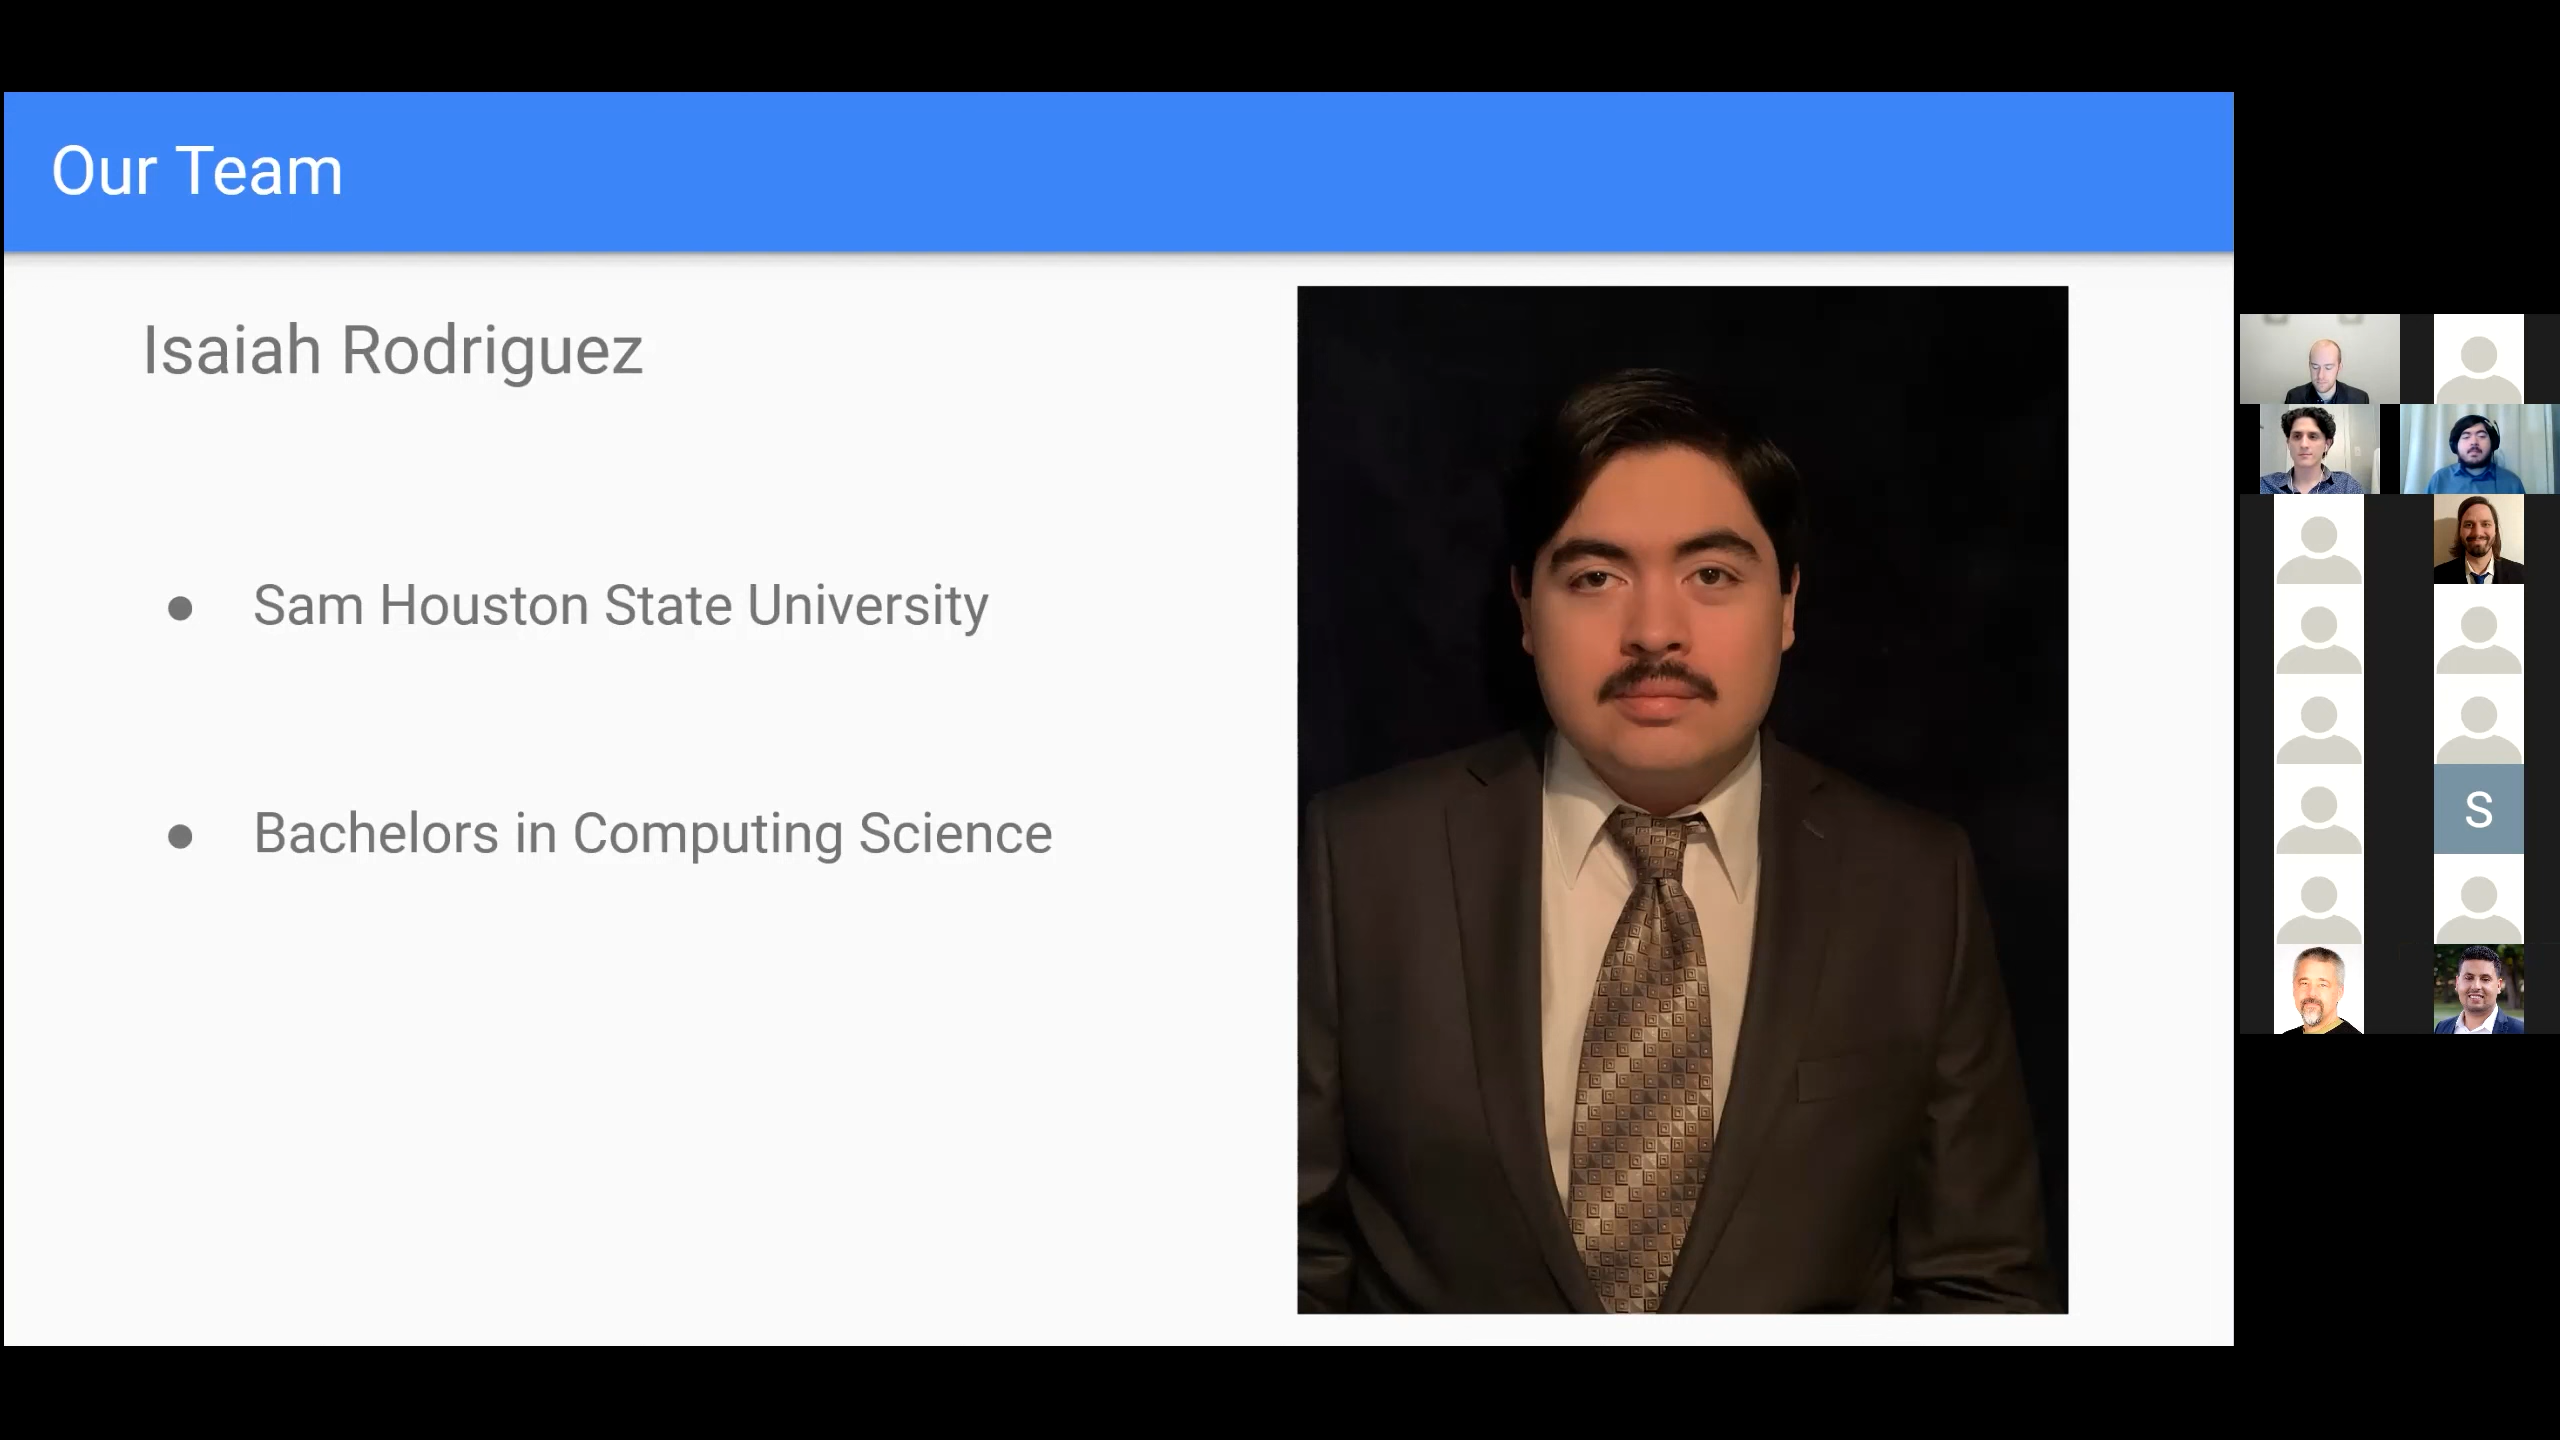 Our Team
Isaiah Rodriguez
● Sam Houston State University
● Bachelors in Computing Science
S